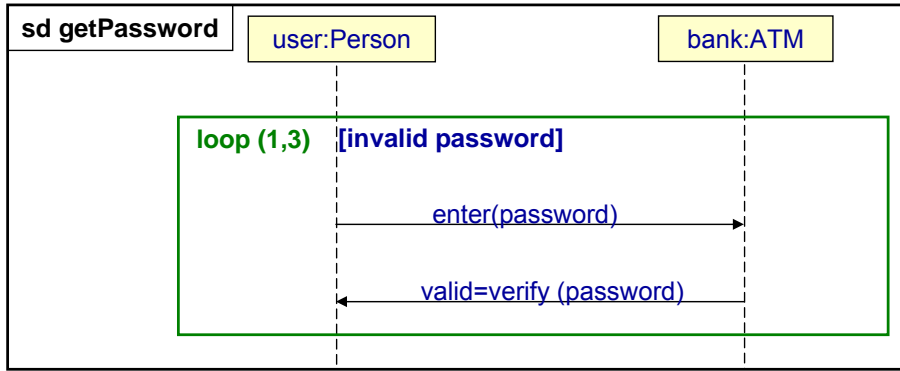 sd getPassword
user:Person
bank:ATM
loop (1,3) [invalid password]
enter(password)
valid=verify (password)